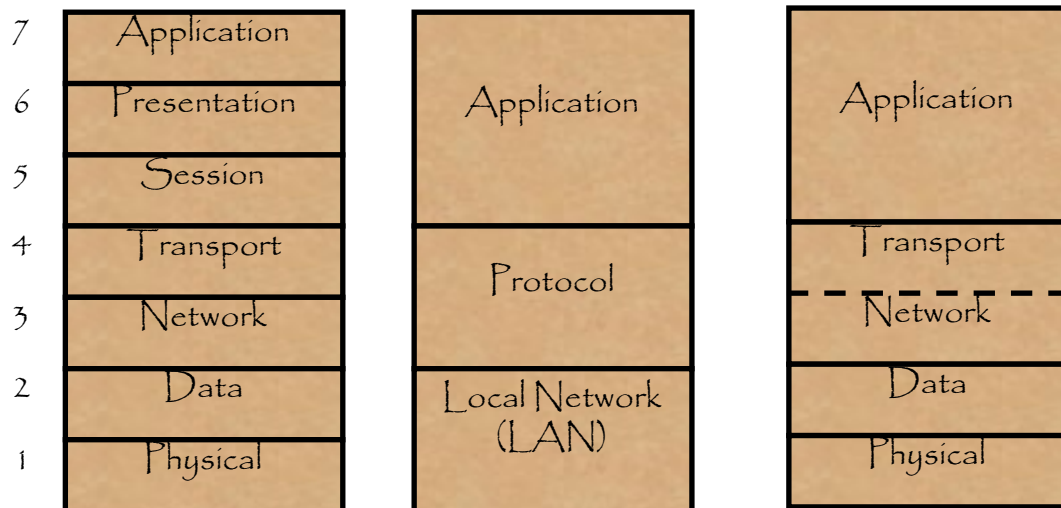 7 Application
6 Presentation
5 Session
4 Transport
3 Network
2 Data
1 Physical
Application
Protocol
Local Network
(LAN)
Application
Transport
Network
Data
Physical